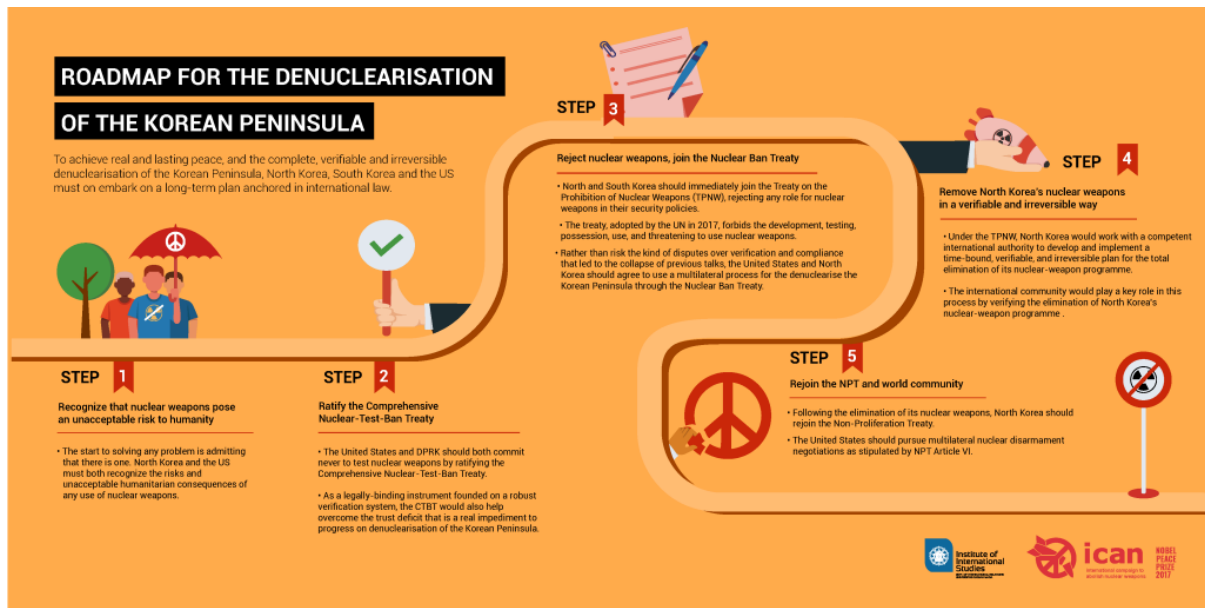 ROADMAP FOR THE DENUCLEARISATION
OF THE KOREAN PENINSULA
To achieve real and lasting peace, and the complete, verifiable and irreversible
denuclearisation of the Korean Peninsula, North Korea, South Korea and the US
must on embark on a long-term plan anchored in international law.
STEP 1
Recognize that nuclear weapons pose
an unacceptable risk to humanity
• The start to solving any problem is admitting
that there is one. North Korea and the US
must both recognize the risks and
unacceptable humanitarian consequences of
any use of nuclear weapons.
STEP 2
Ratify the Comprehensive
Nuclear-Test-Ban Treaty
• The United States and DPRK should both commit
never to test nuclear weapons by ratifying the
Comprehensive Nuclear-Test-Ban Treaty.
• As a legally-binding instrument founded on a robust
verification system, the CTBT would also help
overcome the trust deficit that is a real impediment to
progress on denuclearisation of the Korean Peninsula.
STEP 3
Reject nuclear weapons, join the Nuclear Ban Treaty
• North and South Korea should immediately join the Treaty on the
Prohibition of Nuclear Weapons (TPNW), rejecting any role for nuclear
weapons in their security policies.
• The treaty, adopted by the UN in 2017, forbids the development, testing,
possession, use, and threatening to use nuclear weapons.
• Rather than risk the kind of disputes over verification and compliance
that led to the collapse of previous talks, the United States and North
Korea should agree to use a multilateral process for the denuclearise the
Korean Peninsula through the Nuclear Ban Treaty.
STEP 4
Remove North Korea's nuclear weapons
in a verifiable and irreversible way
• Under the TPNW, North Korea would work with a competent
international authority to develop and implement a
time-bound, verifiable, and irreversible plan for the total
elimination of its nuclear-weapon programme.
• The international community would play a key role in this
process by verifying the elimination of North Korea's
nuclear-weapon programme .
STEP 5
Rejoin the NPT and world community
• Following the elimination of its nuclear weapons, North Korea should
rejoin the Non-Proliferation Treaty.
• The United States should pursue multilateral nuclear disarmament
negotiations as stipulated by NPT Article VI.
Institute of
International
Studies
ican
international campaign to
abolish nuclear weapons
NOBEL
PEACE
PRIZE
2017